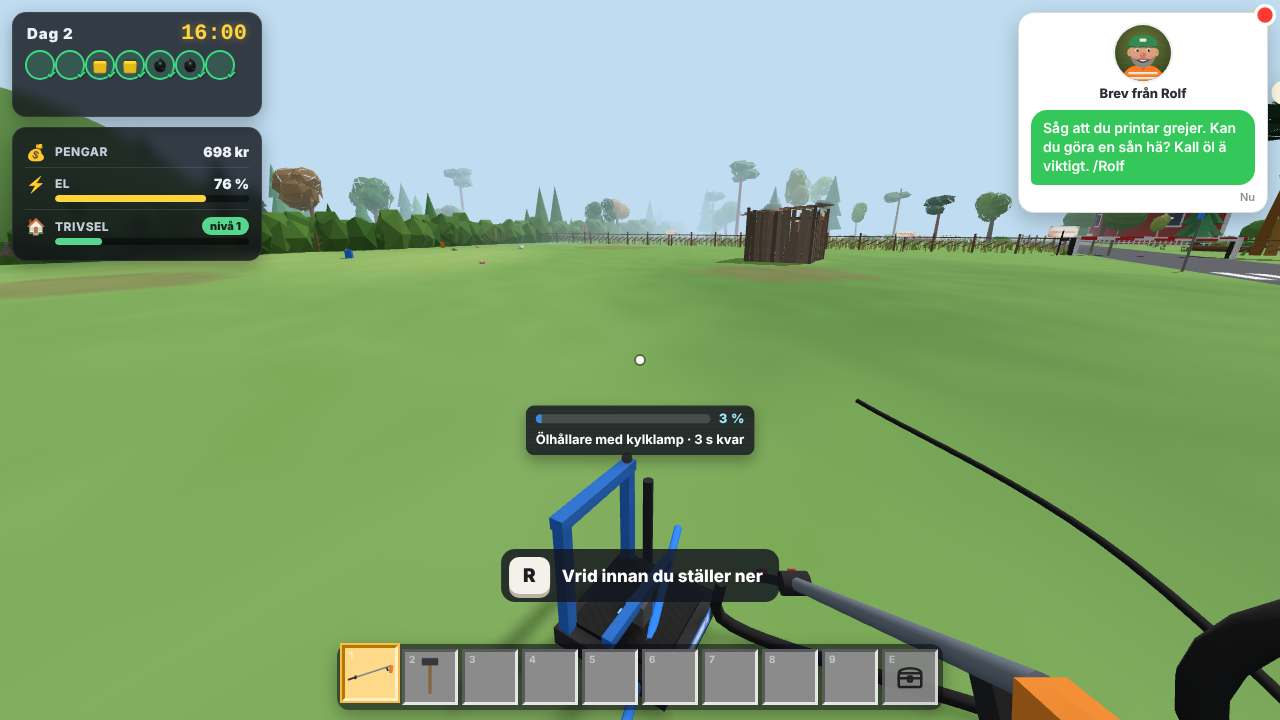 Dag 2
16:00
PENGAR
698 kr
EL
76 %
TRIVSEL
nivå 1
Brev från Rolf
Såg att du printar grejer. Kan
du göra en sån hä? Kall öl ä
viktigt. /Rolf
Nu
3 %
Ölhållare med kylklamp · 3 s kvar
R
Vrid innan du ställer ner
1
2
3
4
5
6
7
8
9
E